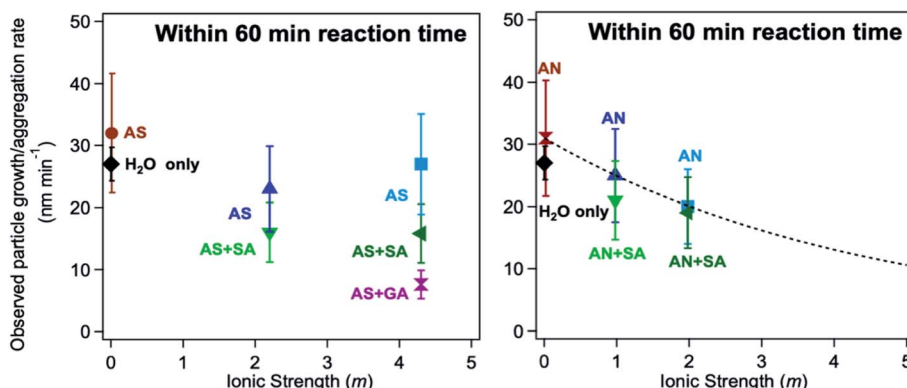 Observed particle growth/aggregation rate
(nm min⁻¹)
Within 60 min reaction time
50
40
30
20
10
0
AS
H₂O only
AS
AS+SA
AS
AS+SA
AS+GA
0
1
2
3
4
5
Ionic Strength (m)
Within 60 min reaction time
50
40
30
20
10
0
AN
H₂O only
AN
AN+SA
AN
AN+SA
0
1
2
3
4
5
Ionic Strength (m)